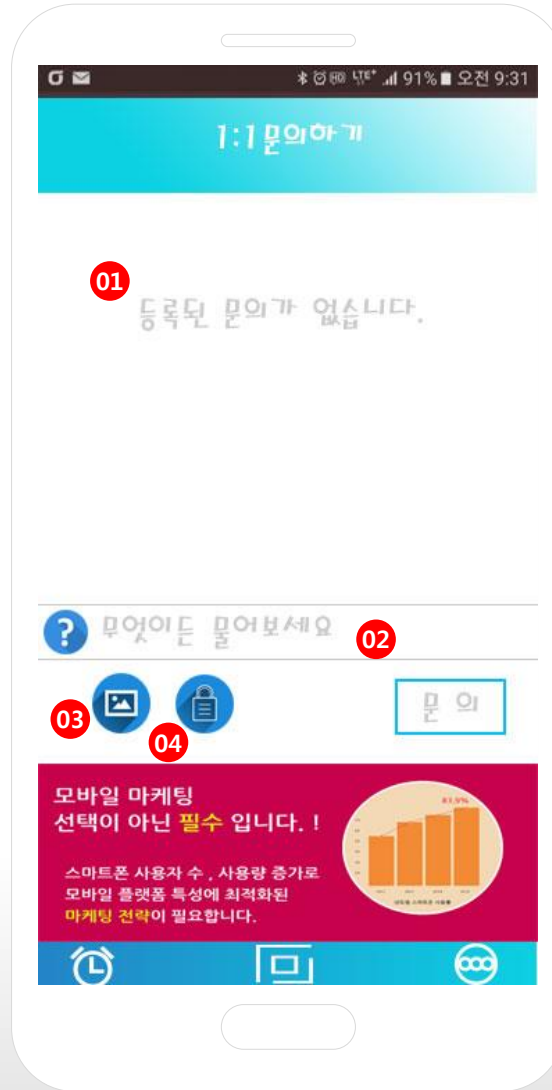 HD LTE+ 91% 오전 9:31
1:1문의하기
01
등록된 문의가 없습니다.
? 무엇이든 물어보세요
02
03
04
문 의
모바일 마케팅
선택이 아닌 필수 입니다. !
스마트폰 사용자 수 , 사용량 증가로
모바일 플랫폼 특성에 최적화된
마케팅 전략이 필요합니다.